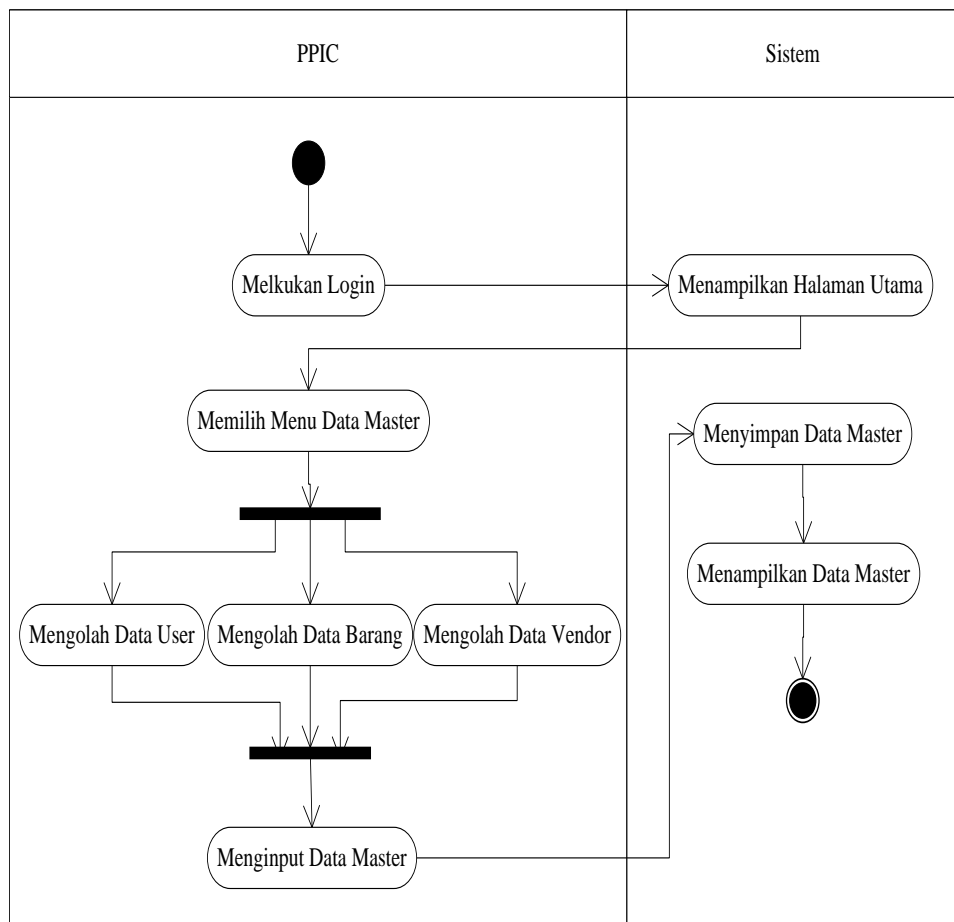 PPIC
Sistem
Melkukan Login
Menampilkan Halaman Utama
Memilih Menu Data Master
Mengolah Data User
Mengolah Data Barang
Mengolah Data Vendor
Menginput Data Master
Menyimpan Data Master
Menampilkan Data Master